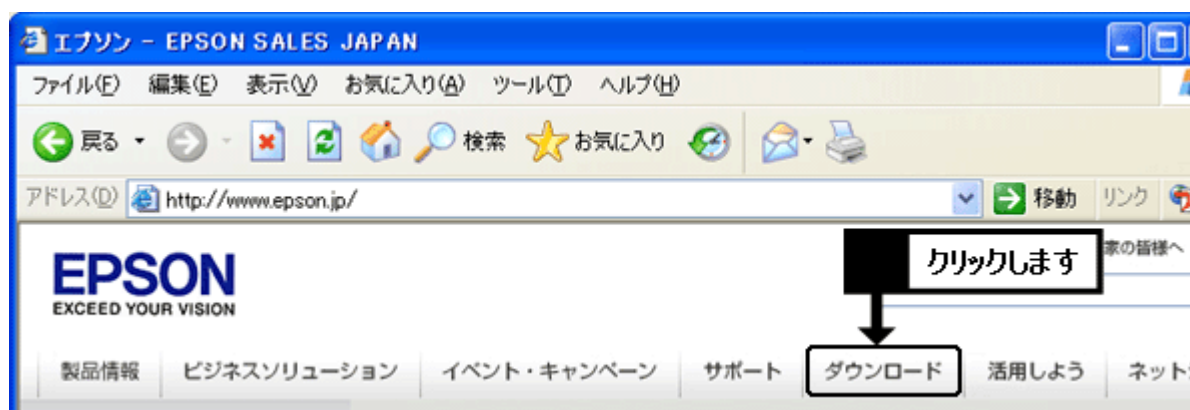 エプソン - EPSON SALES JAPAN
ファイル(F) 編集(E) 表示(V) お気に入り(A) ツール(T) ヘルプ(H)
戻る 検索 お気に入り
アドレス(D) http://www.epson.jp/ 移動 リンク
家の皆様へ
クリックします
EPSON
EXCEED YOUR VISION
製品情報 ビジネスソリューション イベント・キャンペーン サポート ダウンロード 活用しよう ネット